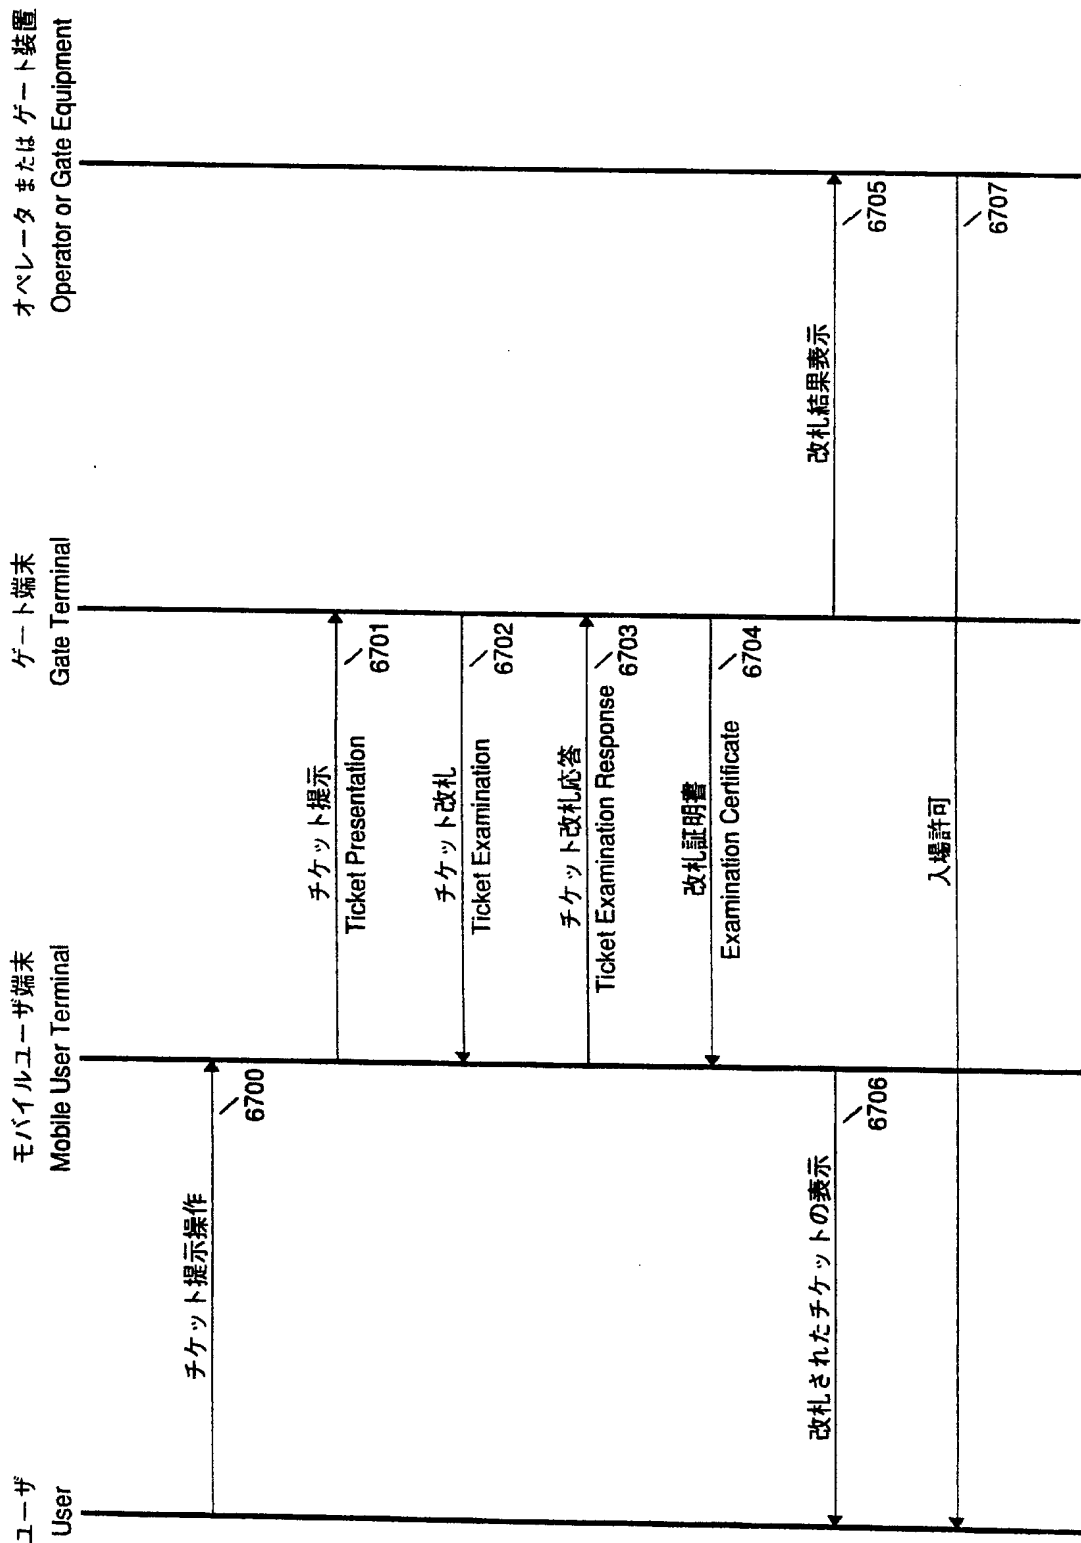 ユーザ
User
モバイルユーザ端末
Mobile User Terminal
ゲート端末
Gate Terminal
オペレータ または ゲート装置
Operator or Gate Equipment
チケット提示操作
6700
チケット提示
Ticket Presentation
6701
チケット改札
Ticket Examination
6702
チケット改札応答
Ticket Examination Response
6703
改札証明書
Examination Certificate
6704
改札されたチケットの表示
6706
改札結果表示
6705
入場許可
6707